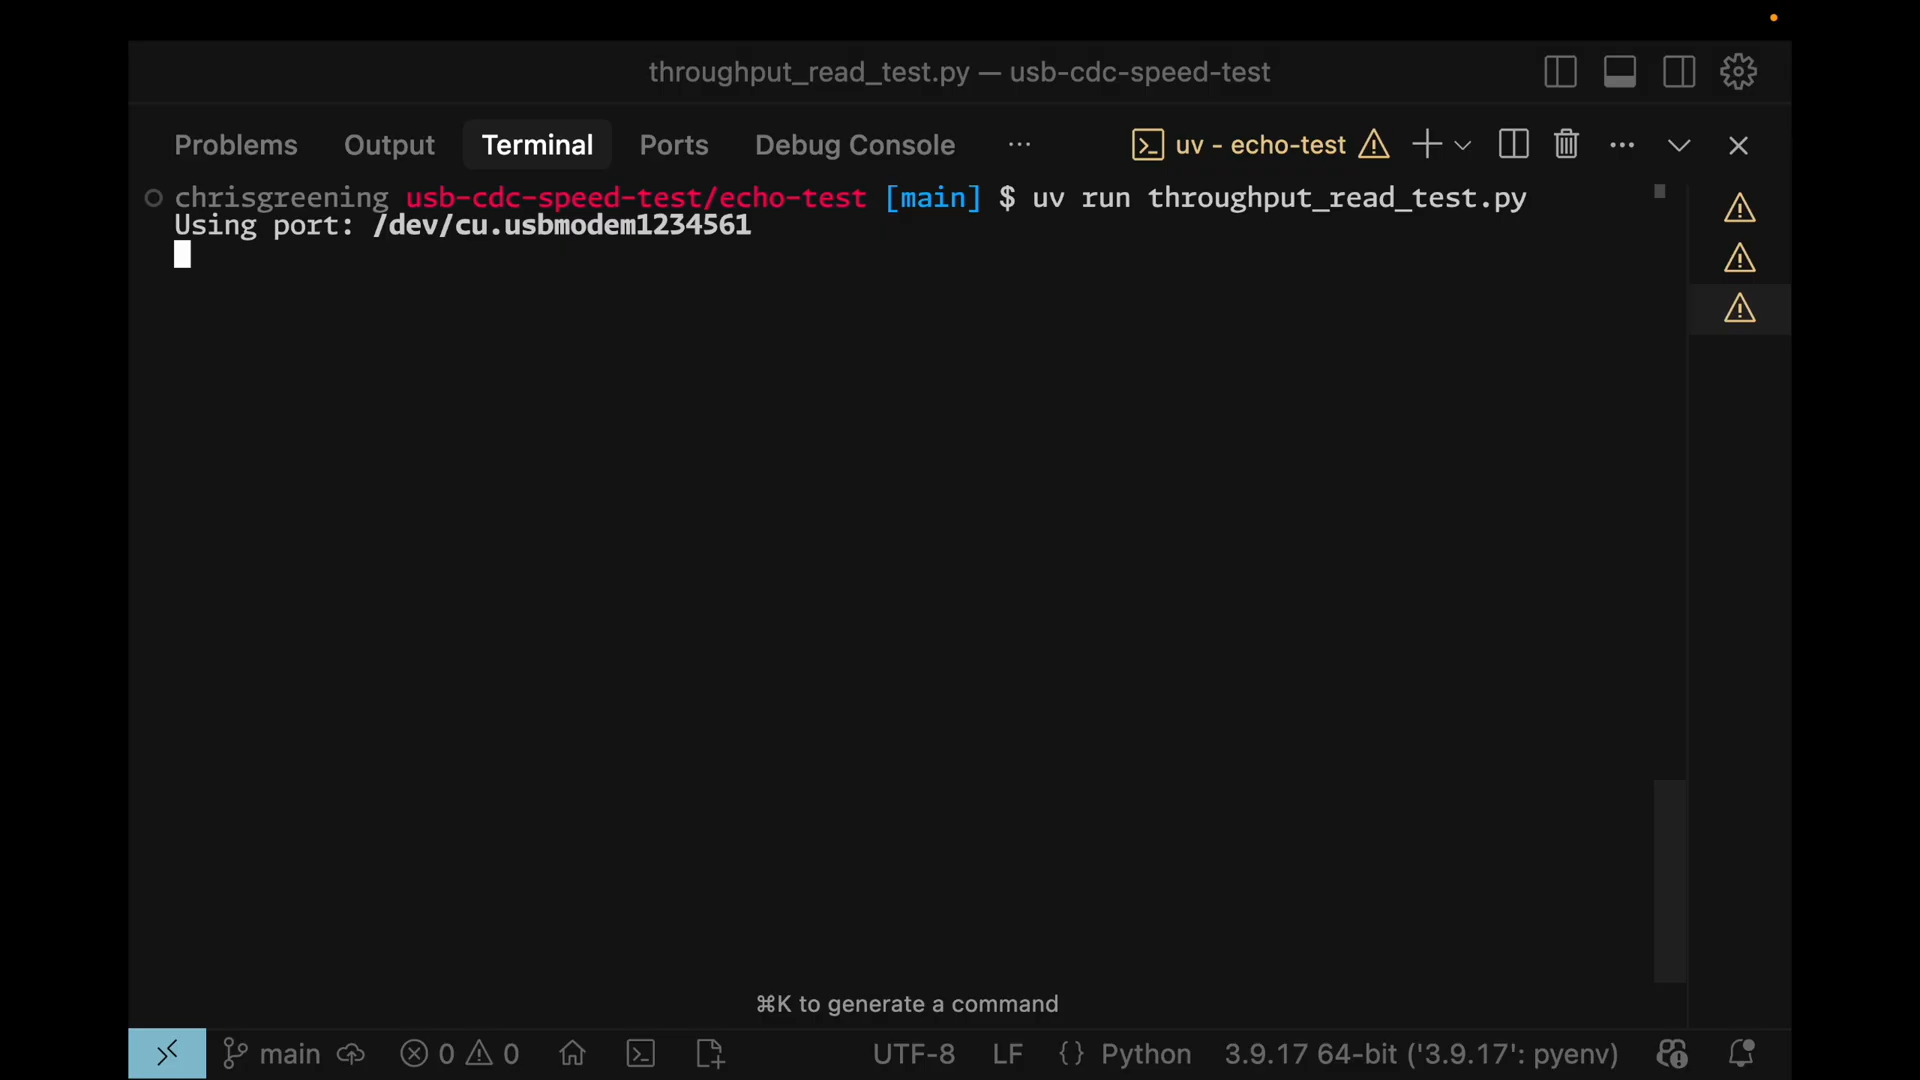 throughput_read_test.py — usb-cdc-speed-test
Problems Output Terminal Ports Debug Console ··· uv - echo-test
chrisgreening usb-cdc-speed-test/echo-test [main] $ uv run throughput_read_test.py
Using port: /dev/cu.usbmodem1234561
⌘K to generate a command
main 0 0 UTF-8 LF {} Python 3.9.17 64-bit ('3.9.17': pyenv)